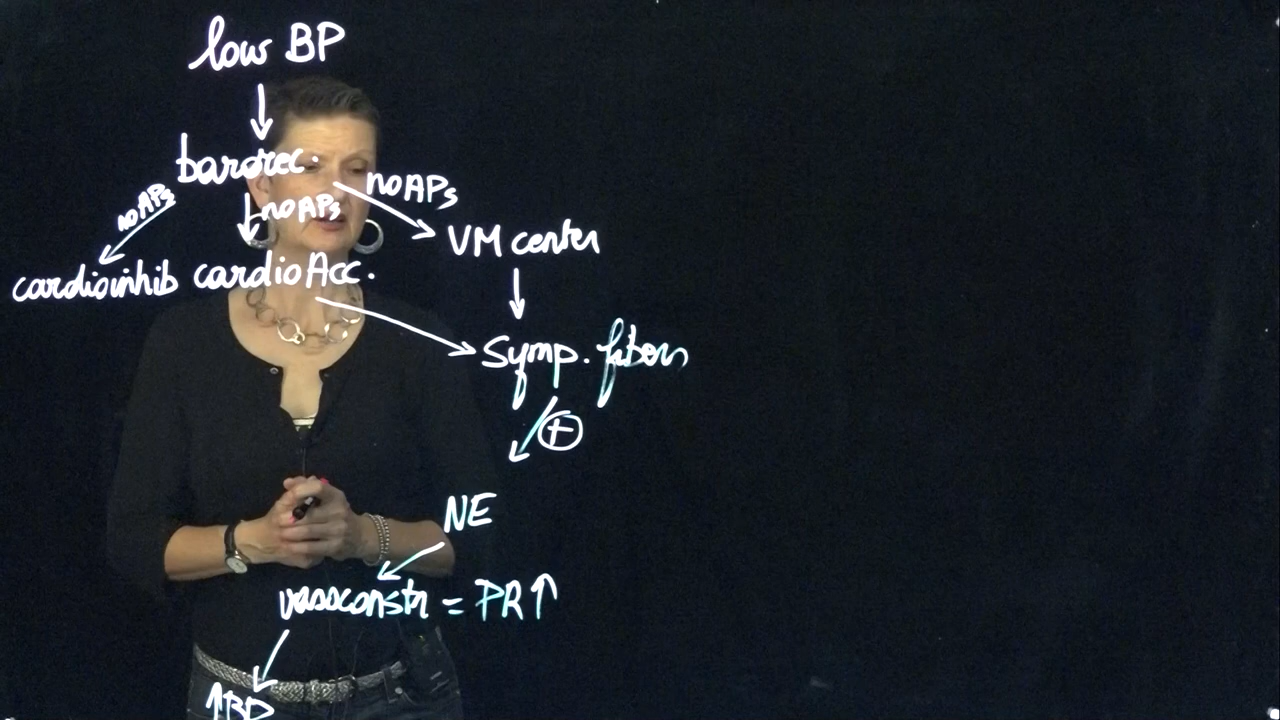 low BP
barorec.
noAPs
noAPs
noAPs
VM center
cardioinhib
cardioAcc.
symp. fibers
+
NE
vasoconstr = PR↑
↑BP